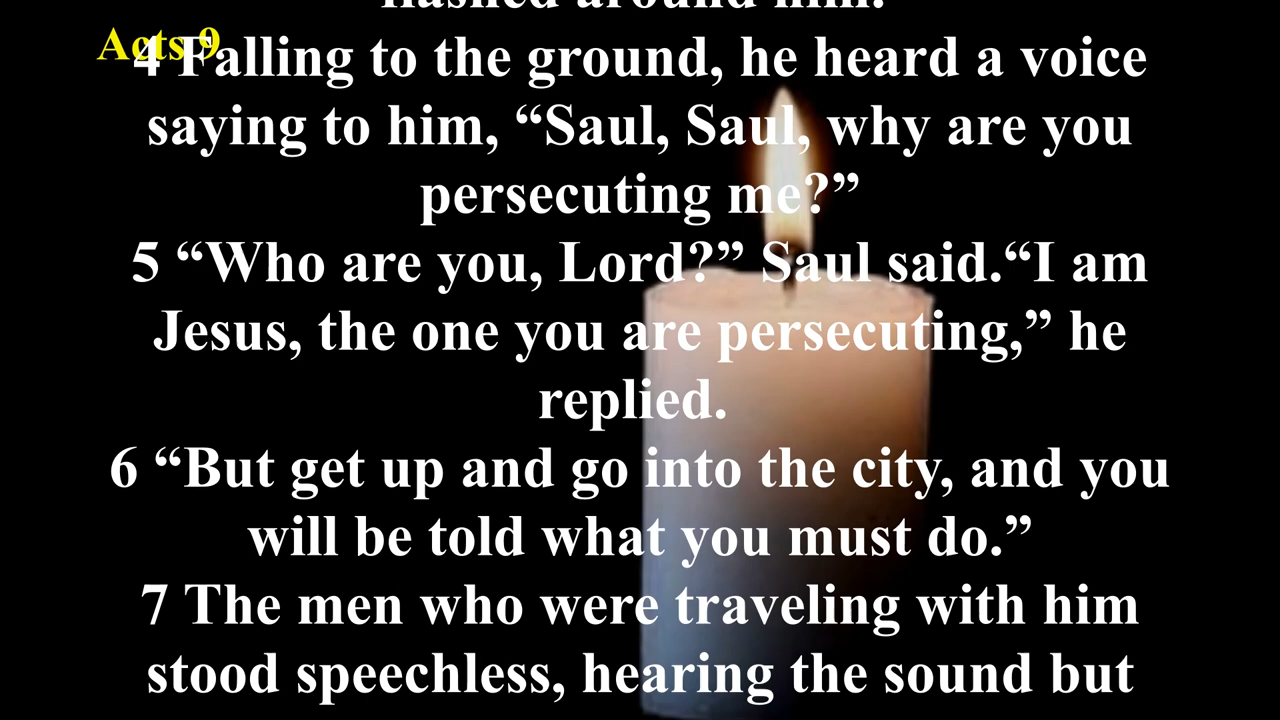 flashed around him.
Acts 9
4 Falling to the ground, he heard a voice
saying to him, “Saul, Saul, why are you
persecuting me?”
5 “Who are you, Lord?” Saul said.“I am
Jesus, the one you are persecuting,” he
replied.
6 “But get up and go into the city, and you
will be told what you must do.”
7 The men who were traveling with him
stood speechless, hearing the sound but